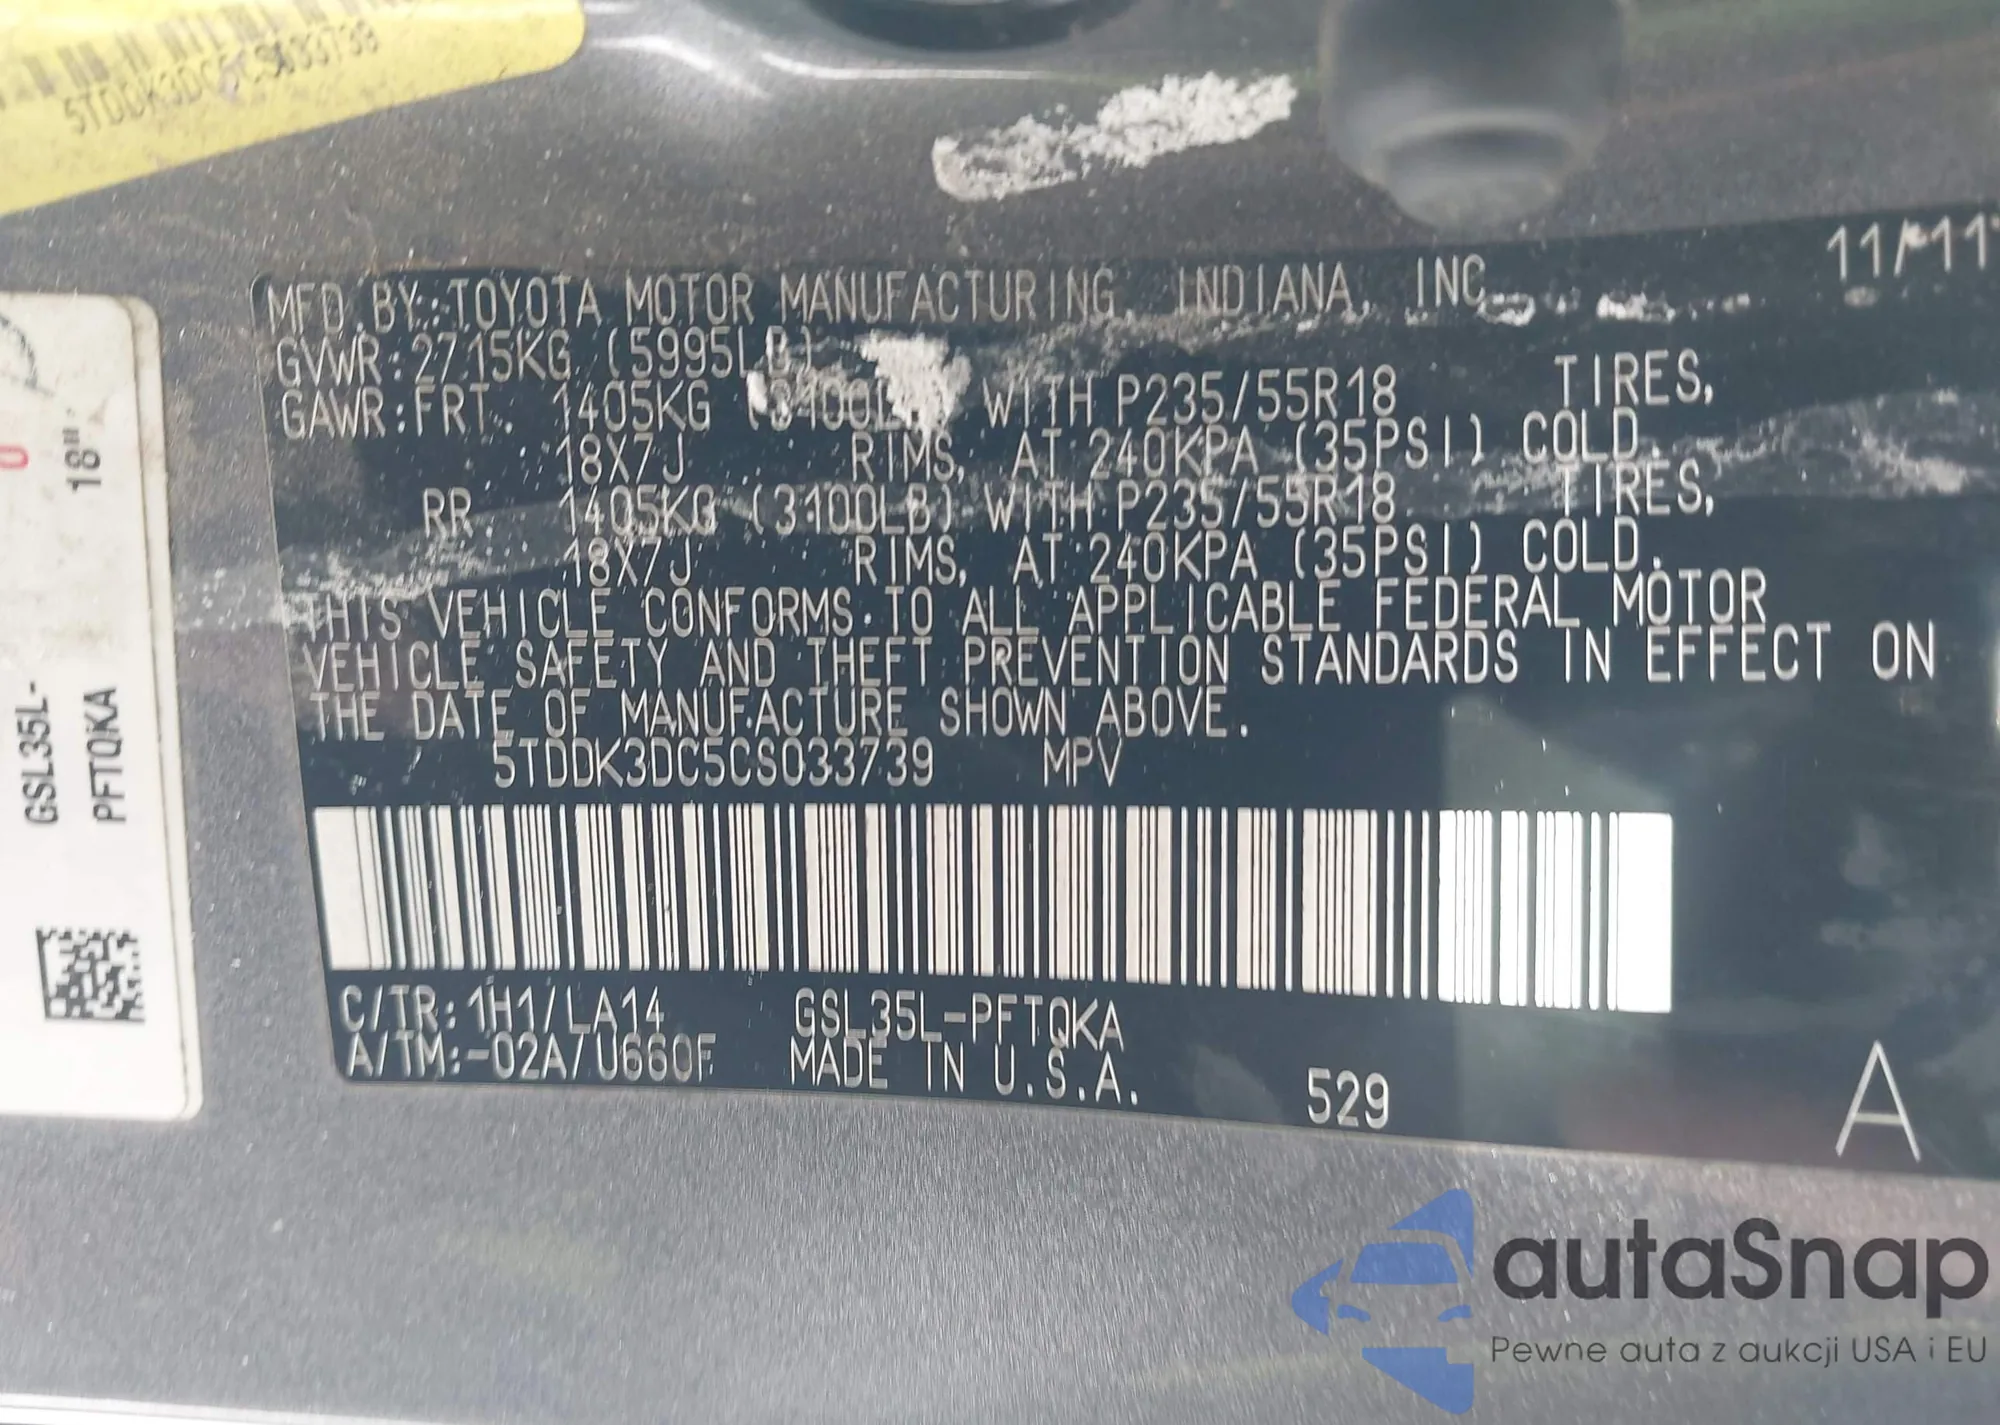 5TDDK3DC5CS033739
11/11
MFD.BY: TOYOTA MOTOR MANUFACTURING, INDIANA, INC.
GVWR:2715KG (5995LB)
GAWR:FRT. 1405KG (3100LB) WITH P235/55R18 TIRES,
18X7J RIMS, AT 240KPA (35PSI) COLD.
RR 1405KG (3100LB) WITH P235/55R18 TIRES,
18X7J RIMS, AT 240KPA (35PSI) COLD.
THIS VEHICLE CONFORMS TO ALL APPLICABLE FEDERAL MOTOR
VEHICLE SAFETY AND THEFT PREVENTION STANDARDS IN EFFECT ON
THE DATE OF MANUFACTURE SHOWN ABOVE.
5TDDK3DC5CS033739 MPV
C/TR:1H1/LA14 GSL35L-PFTQKA
A/TM:-02A/U660F MADE IN U.S.A.
529
A
0
18"
GSL35L-
PFTQKA
autaSnap
Pewne auta z aukcji USA i EU